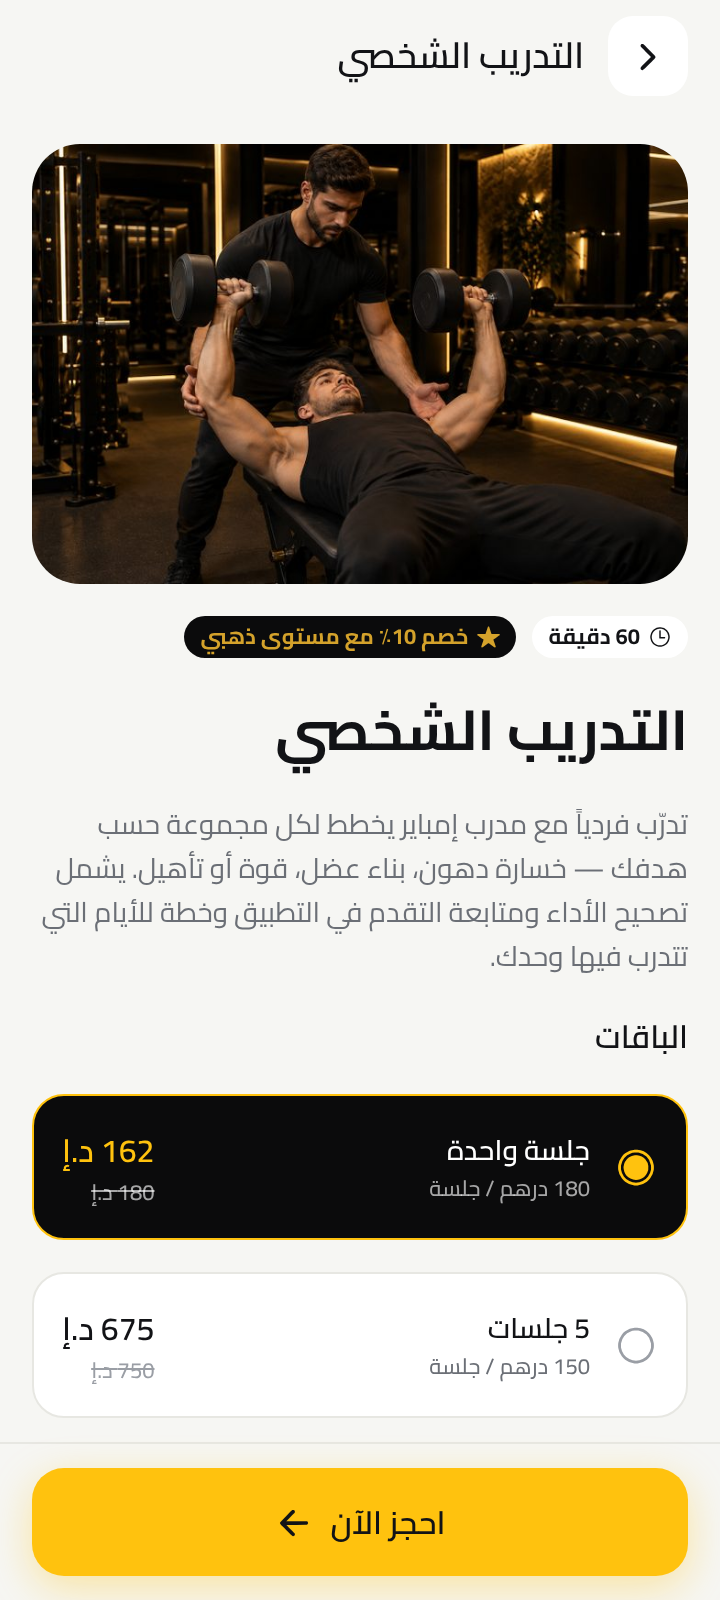 التدريب الشخصي
60 دقيقة
خصم 10٪ مع مستوى ذهبي
التدريب الشخصي
تدرّب فردياً مع مدرب إمباير يخطط لكل مجموعة حسب
هدفك — خسارة دهون، بناء عضل، قوة أو تأهيل. يشمل
تصحيح الأداء ومتابعة التقدم في التطبيق وخطة للأيام التي
تتدرب فيها وحدك.
الباقات
جلسة واحدة
162 د.إ
180 درهم / جلسة
180 د.إ
5 جلسات
675 د.إ
150 درهم / جلسة
750 د.إ
احجز الآن